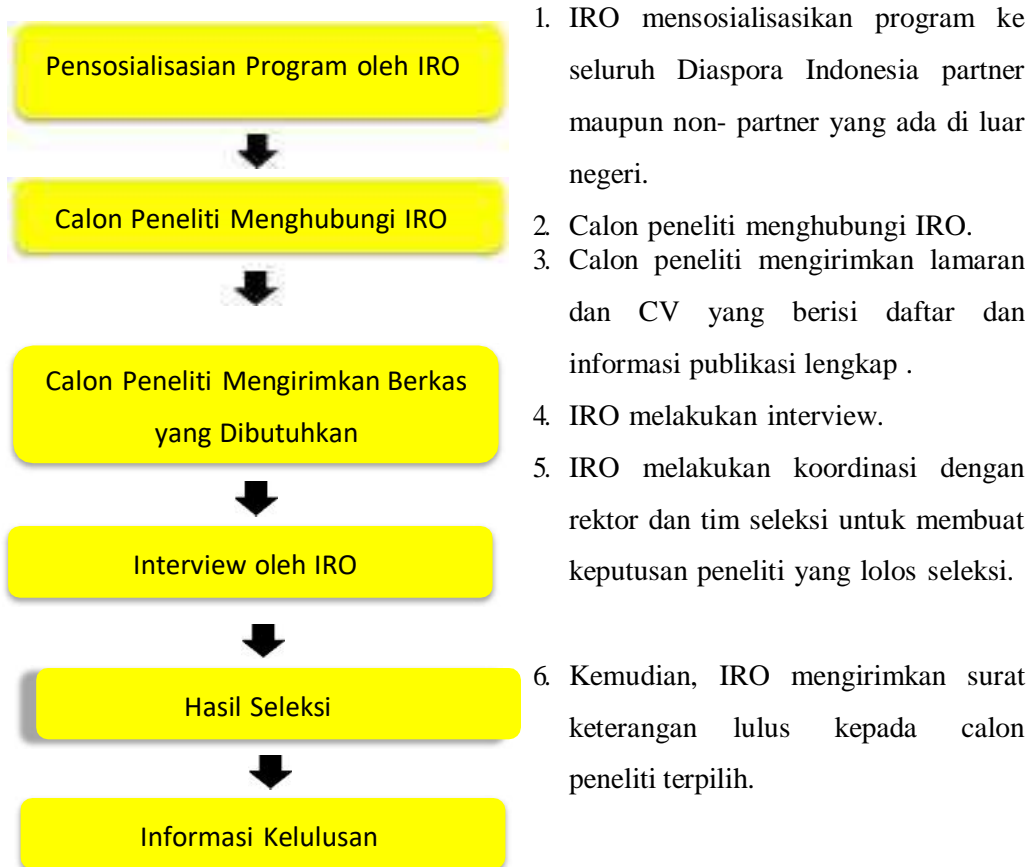 Pensosialisasian Program oleh IRO
Calon Peneliti Menghubungi IRO
Calon Peneliti Mengirimkan Berkas
yang Dibutuhkan
Interview oleh IRO
Hasil Seleksi
Informasi Kelulusan
1. IRO mensosialisasikan program ke
seluruh Diaspora Indonesia partner
maupun non- partner yang ada di luar
negeri.
2. Calon peneliti menghubungi IRO.
3. Calon peneliti mengirimkan lamaran
dan CV yang berisi daftar dan
informasi publikasi lengkap .
4. IRO melakukan interview.
5. IRO melakukan koordinasi dengan
rektor dan tim seleksi untuk membuat
keputusan peneliti yang lolos seleksi.
6. Kemudian, IRO mengirimkan surat
keterangan lulus kepada calon
peneliti terpilih.